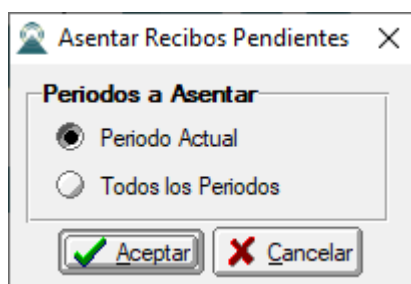 Asentar Recibos Pendientes
Periodos a Asentar
Periodo Actual
Todos los Periodos
Aceptar Cancelar